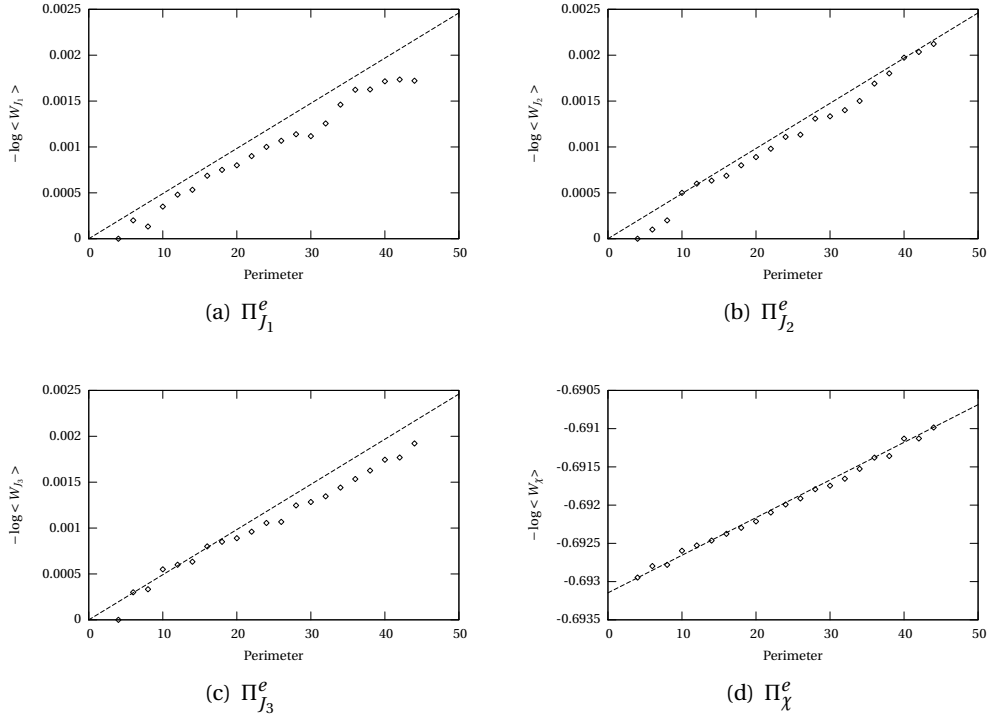 0.0025 0.0025
0.002 0.002
0.0015 0.0015
0.001 0.001
0.0005 0.0005
0 0
− log < W_{J_1} > − log < W_{J_2} >
0 10 20 30 40 50 0 10 20 30 40 50
Perimeter Perimeter
(a) Π^e_{J_1} (b) Π^e_{J_2}
0.0025 -0.6905
0.002 -0.691
-0.6915
0.0015 -0.692
0.001 -0.6925
0.0005 -0.693
0 -0.6935
− log < W_{J_3} > − log < W_χ >
0 10 20 30 40 50 0 10 20 30 40 50
Perimeter Perimeter
(c) Π^e_{J_3} (d) Π^e_χ